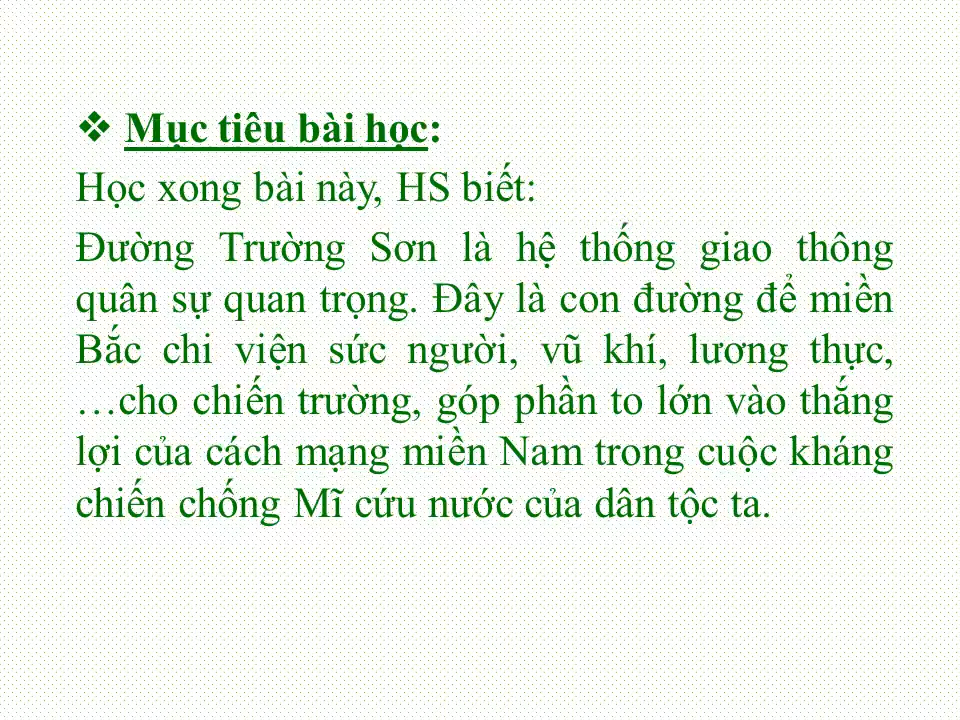 ❖ Mục tiêu bài học:
Học xong bài này, HS biết:
Đường Trường Sơn là hệ thống giao thông
quân sự quan trọng. Đây là con đường để miền
Bắc chi viện sức người, vũ khí, lương thực,
…cho chiến trường, góp phần to lớn vào thắng
lợi của cách mạng miền Nam trong cuộc kháng
chiến chống Mĩ cứu nước của dân tộc ta.